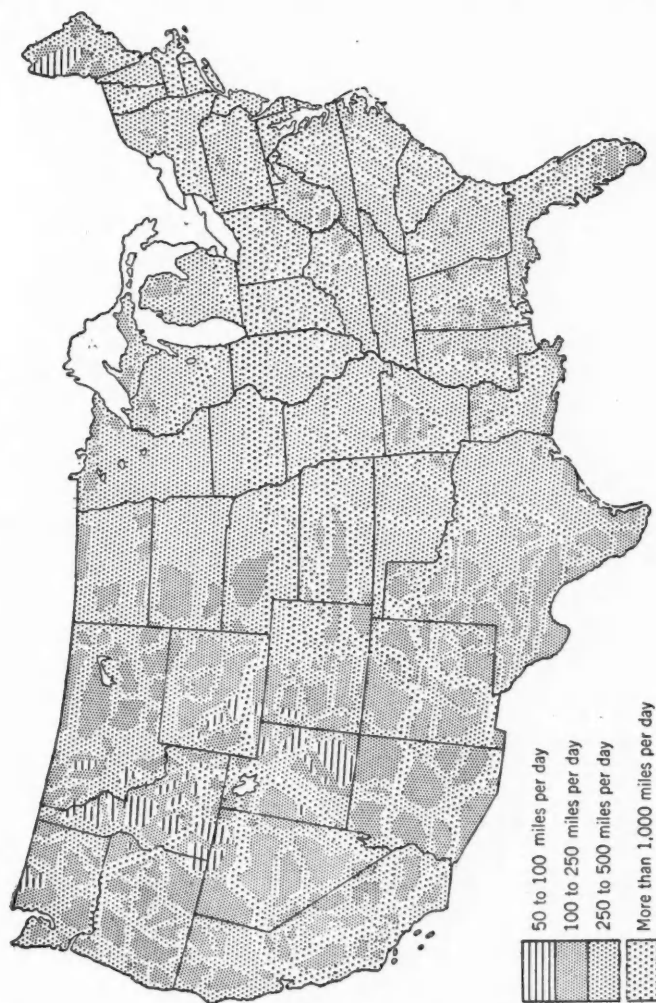 50 to 100 miles per day
100 to 250 miles per day
250 to 500 miles per day
More than 1,000 miles per day